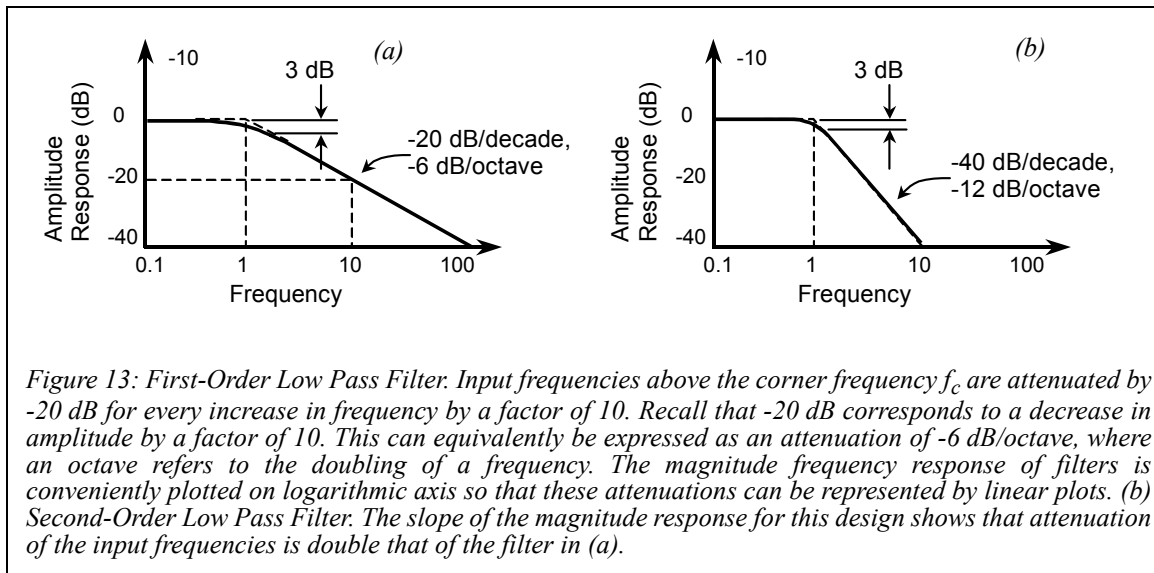 (a)
-10
3 dB
0
-20 dB/decade,
-6 dB/octave
-20
-40
Amplitude
Response (dB)
0.1
1
10
100
Frequency
(b)
-10
3 dB
0
-40 dB/decade,
-12 dB/octave
-20
-40
Amplitude
Response (dB)
0.1
1
10
100
Frequency
Figure 13: First-Order Low Pass Filter. Input frequencies above the corner frequency fc are attenuated by
-20 dB for every increase in frequency by a factor of 10. Recall that -20 dB corresponds to a decrease in
amplitude by a factor of 10. This can equivalently be expressed as an attenuation of -6 dB/octave, where
an octave refers to the doubling of a frequency. The magnitude frequency response of filters is
conveniently plotted on logarithmic axis so that these attenuations can be represented by linear plots. (b)
Second-Order Low Pass Filter. The slope of the magnitude response for this design shows that attenuation
of the input frequencies is double that of the filter in (a).